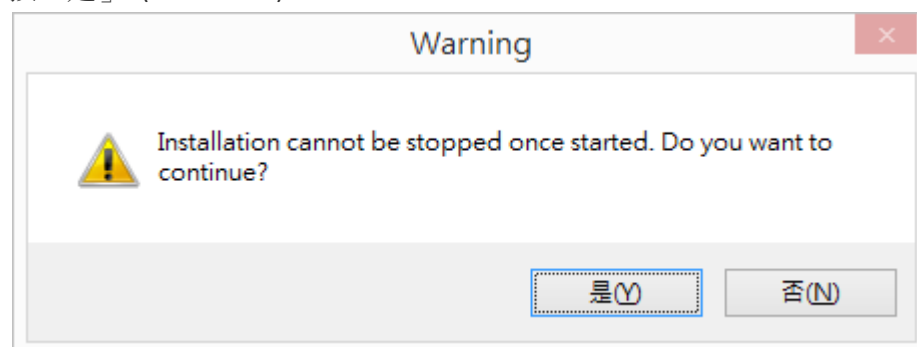 Warning
Installation cannot be stopped once started. Do you want to
continue?
是(Y)
否(N)